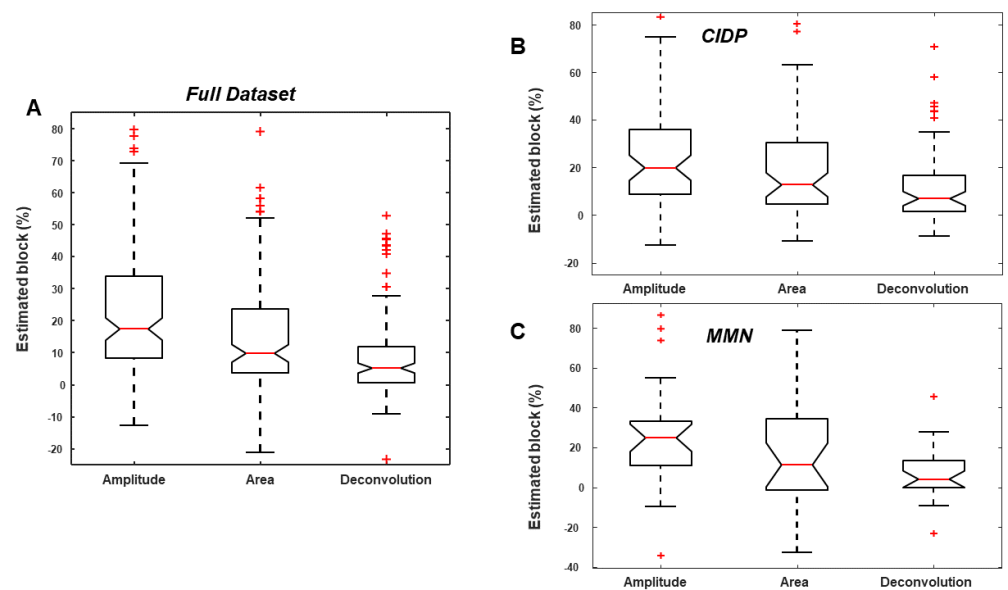 A
Full Dataset
Estimated block (%)
80
70
60
50
40
30
20
10
0
-10
-20
Amplitude Area Deconvolution
B
CIDP
Estimated block (%)
80
60
40
20
0
-20
Amplitude Area Deconvolution
C
MMN
Estimated block (%)
80
60
40
20
0
-20
-40
Amplitude Area Deconvolution